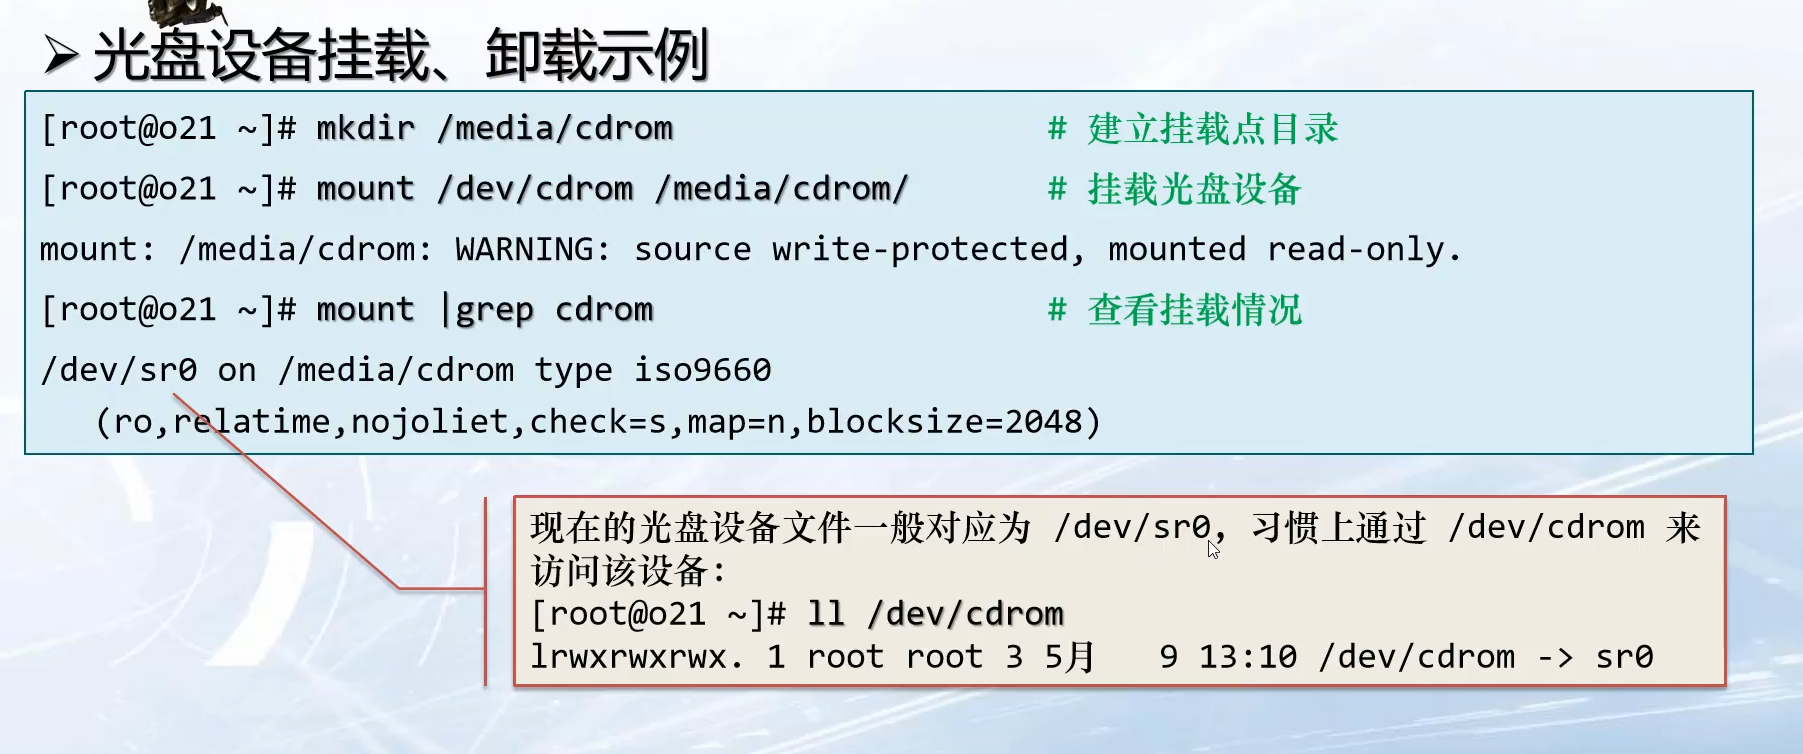 光盘设备挂载、卸载示例
[root@o21 ~]# mkdir /media/cdrom # 建立挂载点目录
[root@o21 ~]# mount /dev/cdrom /media/cdrom/ # 挂载光盘设备
mount: /media/cdrom: WARNING: source write-protected, mounted read-only.
[root@o21 ~]# mount |grep cdrom # 查看挂载情况
/dev/sr0 on /media/cdrom type iso9660
(ro,relatime,nojoliet,check=s,map=n,blocksize=2048)
现在的光盘设备文件一般对应为 /dev/sr0，习惯上通过 /dev/cdrom 来
访问该设备：
[root@o21 ~]# ll /dev/cdrom
lrwxrwxrwx. 1 root root 3 5月 9 13:10 /dev/cdrom -> sr0